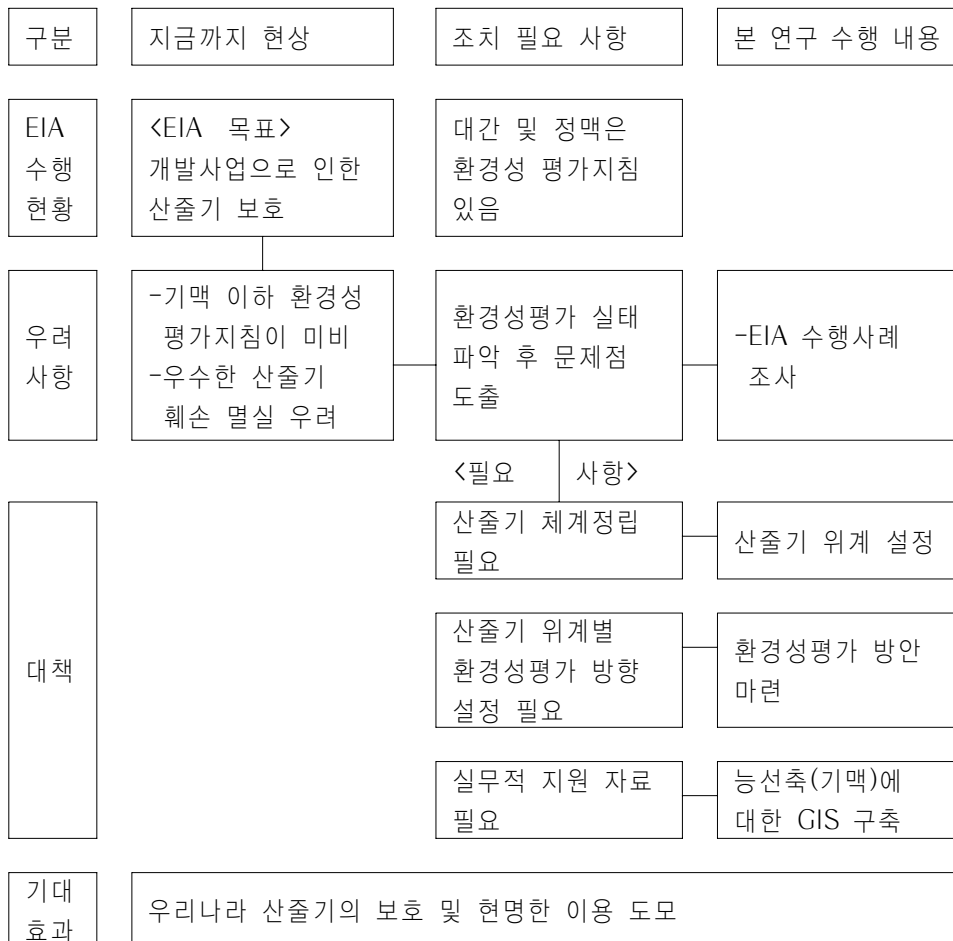 구분
지금까지 현상
조치 필요 사항
본 연구 수행 내용
EIA
수행
현황
<EIA 목표>
개발사업으로 인한
산줄기 보호
대간 및 정맥은
환경성 평가지침
있음
우려
사항
-기맥 이하 환경성
평가지침이 미비
-우수한 산줄기
훼손 멸실 우려
환경성평가 실태
파악 후 문제점
도출
-EIA 수행사례
조사
<필요 사항>
대책
산줄기 체계정립
필요
산줄기 위계 설정
산줄기 위계별
환경성평가 방향
설정 필요
환경성평가 방안
마련
실무적 지원 자료
필요
능선축(기맥)에
대한 GIS 구축
기대
효과
우리나라 산줄기의 보호 및 현명한 이용 도모